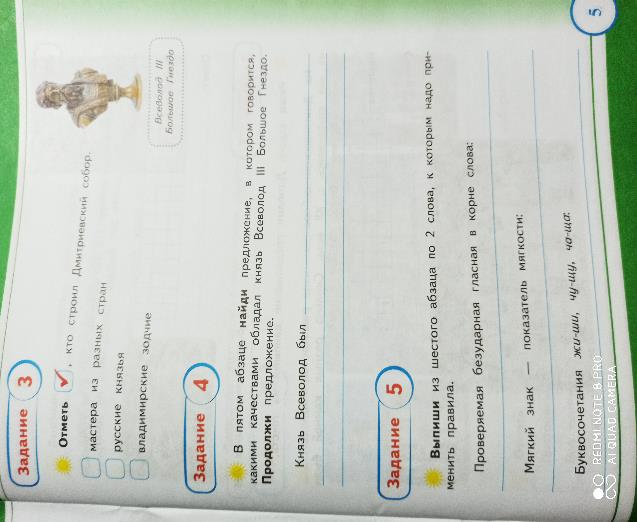 Задание 3
Отметь ✓, кто строил Дмитриевский собор.
мастера из разных стран
русские князья
владимирские зодчие
Всеволод III
Большое Гнездо
Задание 4
В пятом абзаце найди предложение, в котором говорится,
какими качествами обладал князь Всеволод III Большое Гнездо.
Продолжи предложение.
Князь Всеволод был
Задание 5
Выпиши из шестого абзаца по 2 слова, к которым надо при-
менить правила.
Проверяемая безударная гласная в корне слова:
Мягкий знак — показатель мягкости:
Буквосочетания жи-ши, чу-щу, ча-ща:
5
REDMI NOTE 8 PRO
AI QUAD CAMERA